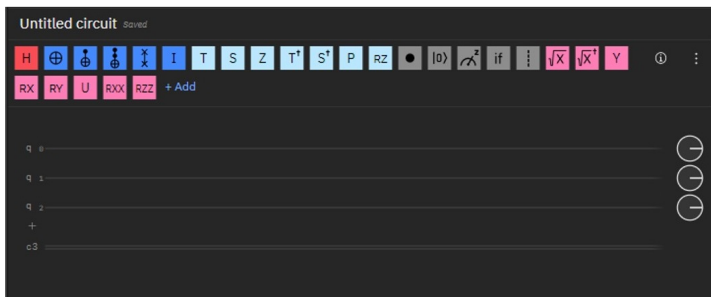 Untitled circuit Saved
H I T S Z T† S† P RZ |0⟩ z if √X √X† Y
RX RY U RXX RZZ + Add
q 0
q 1
q 2
+
c3